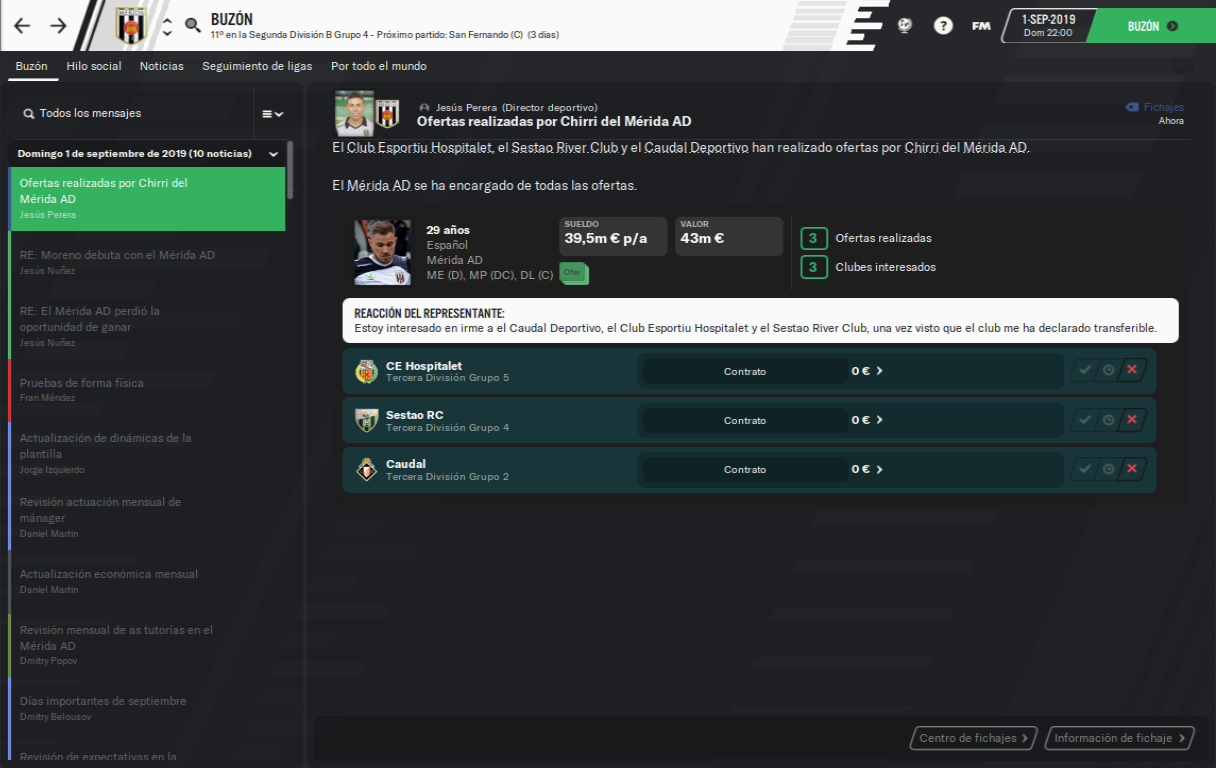 BUZÓN
11º en la Segunda División B Grupo 4 - Próximo partido: San Fernando (C) (3 dias)
FM
1-SEP-2019
Dom 22:00
BUZÓN
Buzón
Hilo social
Noticias
Seguimiento de ligas
Por todo el mundo
Todos los mensajes
Domingo 1 de septiembre de 2019 (10 noticias)
Ofertas realizadas por Chirri del
Mérida AD
Jesús Perera
RE: Moreno debuta con el Mérida AD
Jesús Nuñez
RE: El Mérida AD perdió la
oportunidad de ganar
Jesús Nuñez
Pruebas de forma física
Fran Méndez
Actualización de dinámicas de la
plantilla
Jorge Izquierdo
Revisión actuación mensual de
mánager
Daniel Martín
Actualización económica mensual
Daniel Martín
Revisión mensual de as tutorías en el
Mérida AD
Dmitry Popov
Días importantes de septiembre
Dmitry Belousov
Revisión de expectativas en la
Jesús Perera (Director deportivo)
Ofertas realizadas por Chirri del Mérida AD
Fichajes
Ahora
El Club Esportiu Hospitalet, el Sestao River Club y el Caudal Deportivo han realizado ofertas por Chirri del Mérida AD.
El Mérida AD se ha encargado de todas las ofertas.
29 años
Español
Mérida AD
ME (D), MP (DC), DL (C)
SUELDO
39,5m € p/a
VALOR
43m €
Ofer
3 Ofertas realizadas
3 Clubes interesados
REACCIÓN DEL REPRESENTANTE:
Estoy interesado en irme a el Caudal Deportivo, el Club Esportiu Hospitalet y el Sestao River Club, una vez visto que el club me ha declarado transferible.
CE Hospitalet
Tercera División Grupo 5
Contrato
0 €
Sestao RC
Tercera División Grupo 4
Contrato
0 €
Caudal
Tercera División Grupo 2
Contrato
0 €
Centro de fichajes
Información de fichaje